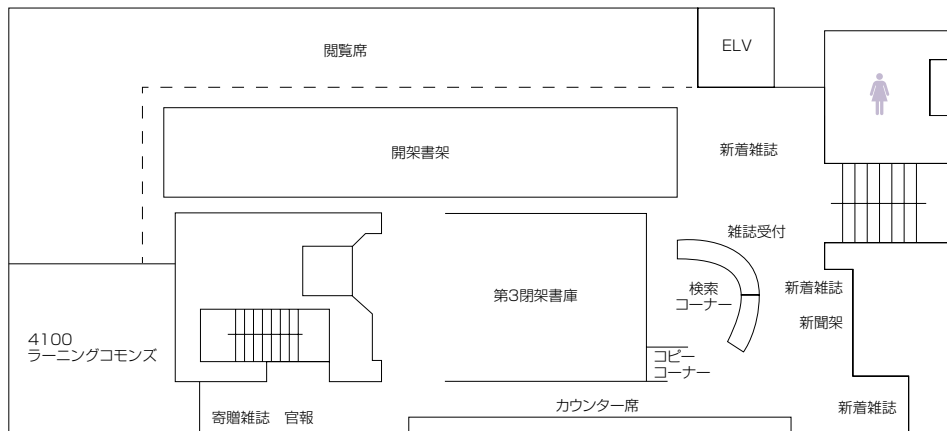 閲覧席
ELV
開架書架
新着雑誌
雑誌受付
第3閉架書庫
検索
コーナー
新着雑誌
新聞架
4100
ラーニングコモンズ
コピー
コーナー
寄贈雑誌　官報
カウンター席
新着雑誌